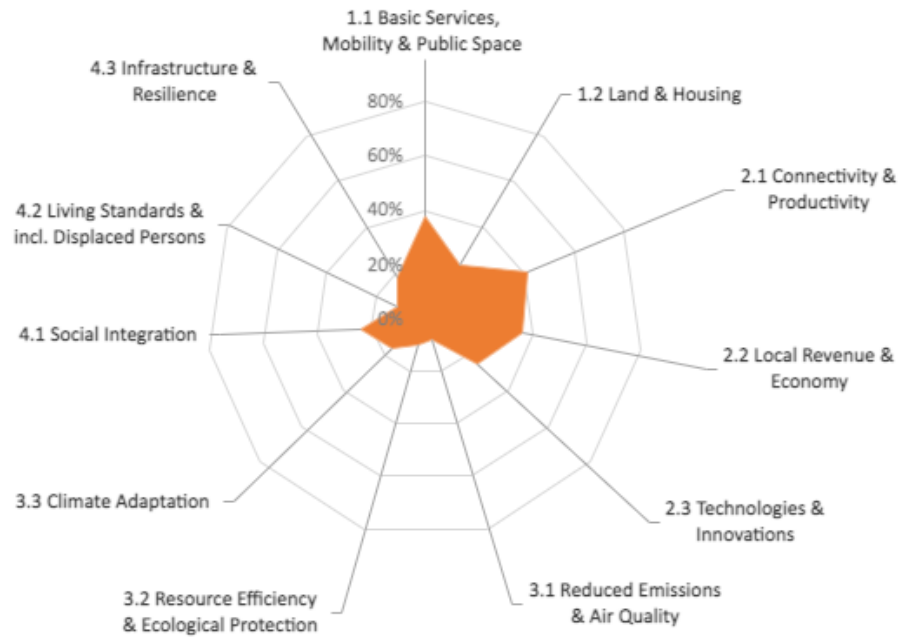 1.1 Basic Services,
Mobility & Public Space
1.2 Land & Housing
2.1 Connectivity &
Productivity
2.2 Local Revenue &
Economy
2.3 Technologies &
Innovations
3.1 Reduced Emissions
& Air Quality
3.2 Resource Efficiency
& Ecological Protection
3.3 Climate Adaptation
4.1 Social Integration
4.2 Living Standards &
incl. Displaced Persons
4.3 Infrastructure &
Resilience
80%
60%
40%
20%
0%